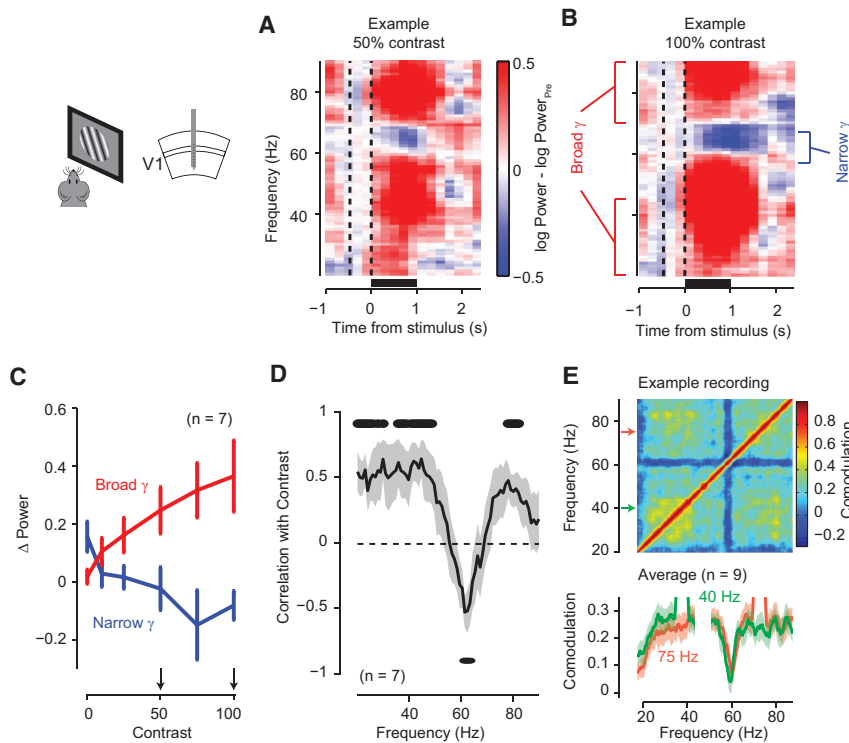 A
Example
50% contrast
80
60
40
Frequency (Hz)
−1
0
1
2
Time from stimulus (s)
0.5
0
−0.5
log Power - log Power_Pre
V1
B
Example
100% contrast
Broad γ
Narrow γ
−1
0
1
2
Time from stimulus (s)
C
(n = 7)
0.6
0.4
0.2
0
−0.2
Δ Power
Broad γ
Narrow γ
0
50
100
Contrast
D
1
0.5
0
−0.5
−1
Correlation with Contrast
(n = 7)
40
60
80
Frequency (Hz)
E
Example recording
80
60
40
20
Frequency (Hz)
0.8
0.6
0.4
0.2
0
−0.2
Comodulation
Average (n = 9)
40 Hz
75 Hz
0.3
0.2
0.1
0
Comodulation
20
40
60
80
Frequency (Hz)